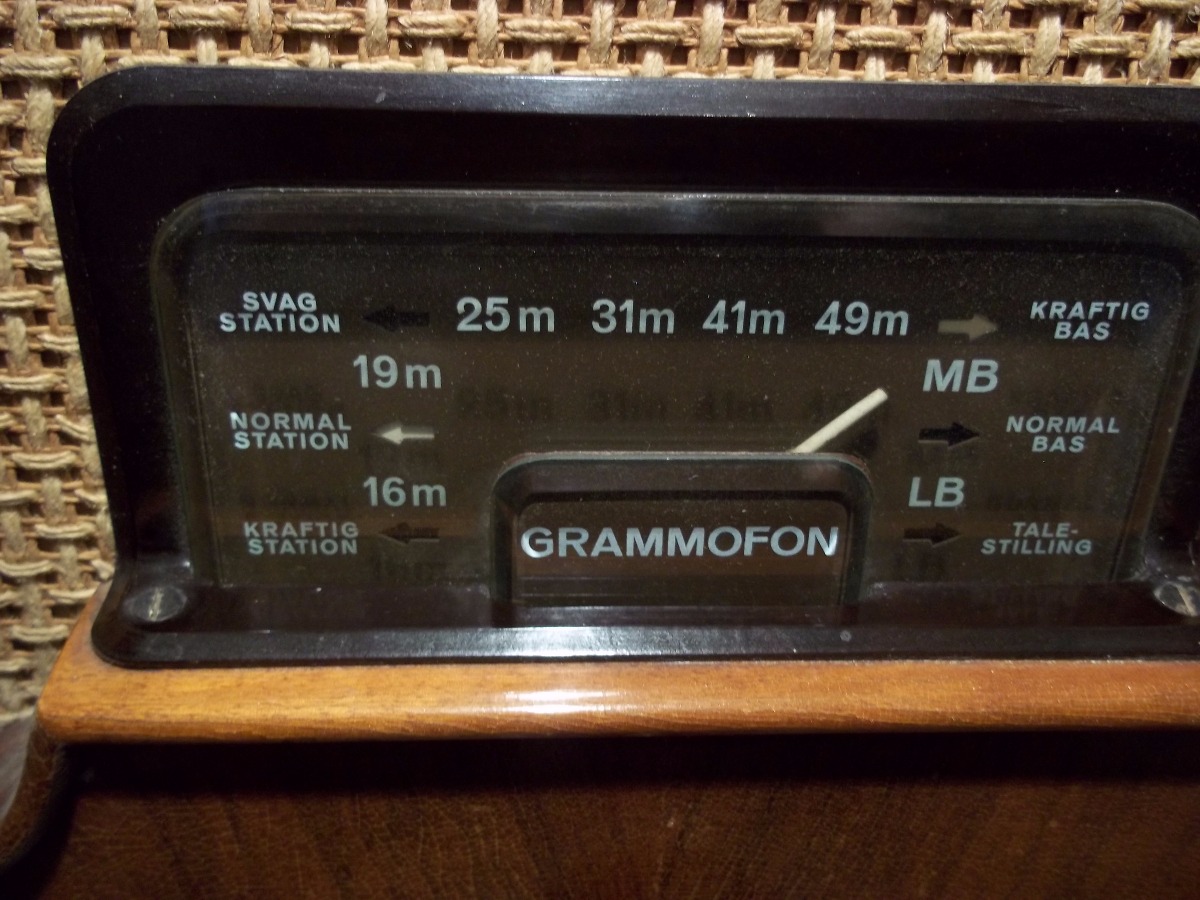 SVAG
STATION
25m 31m 41m 49m
KRAFTIG
BAS
19m
MB
NORMAL
STATION
NORMAL
BAS
16m
LB
KRAFTIG
STATION
GRAMMOFON
TALE-
STILLING